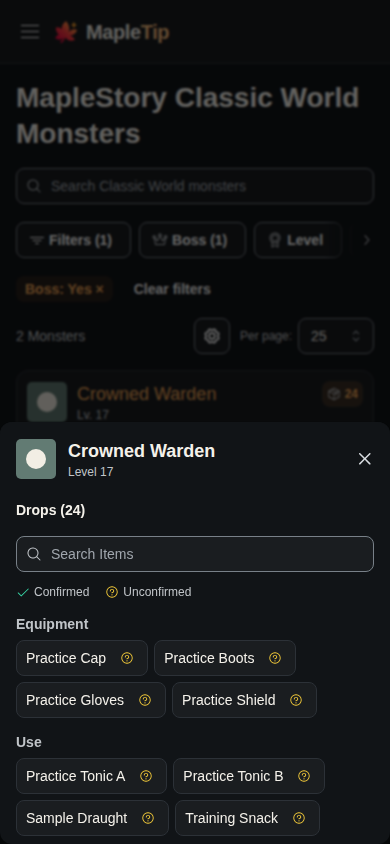 MapleTip
MapleStory Classic World
Monsters
Search Classic World monsters
Filters (1) Boss (1) Level
Boss: Yes × Clear filters
2 Monsters Per page: 25
Crowned Warden 24
Lv. 17
Crowned Warden
Level 17
Drops (24)
Search Items
Confirmed Unconfirmed
Equipment
Practice Cap Practice Boots
Practice Gloves Practice Shield
Use
Practice Tonic A Practice Tonic B
Sample Draught Training Snack